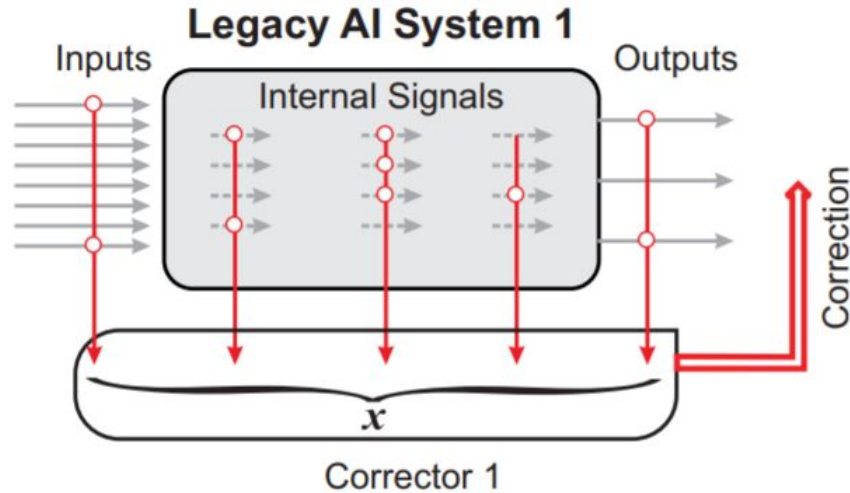 Legacy AI System 1
Inputs
Outputs
Internal Signals
Correction
x
Corrector 1